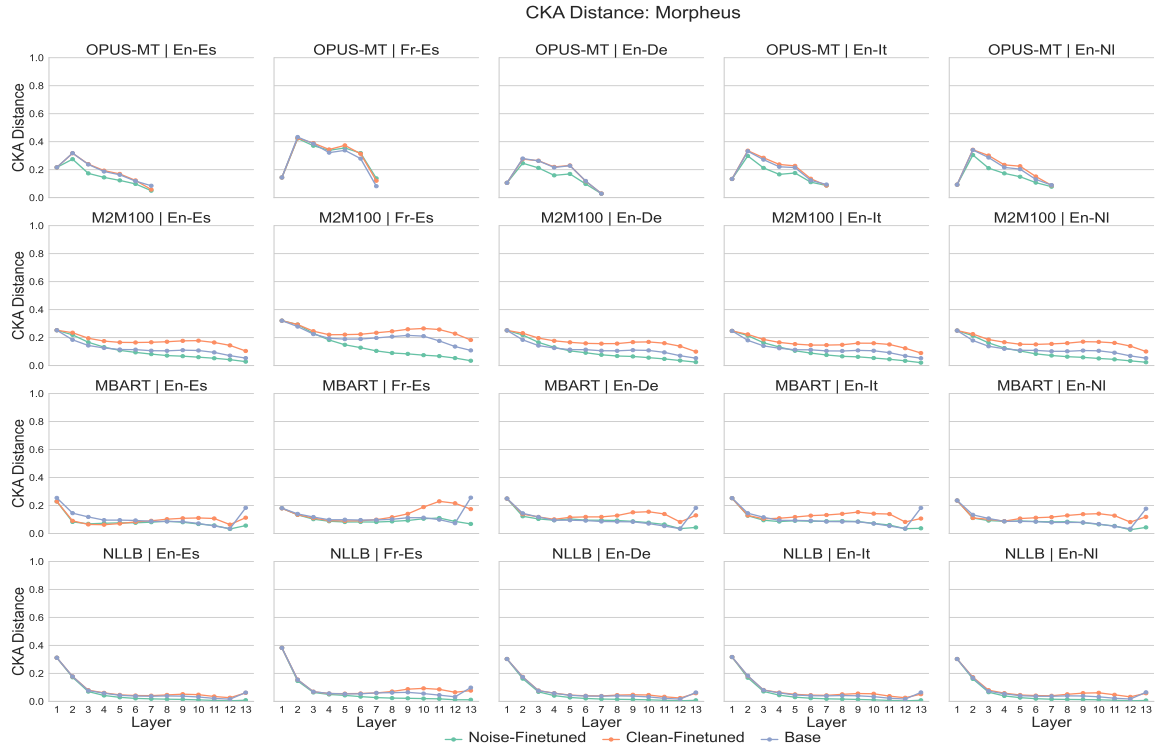 CKA Distance: Morpheus
OPUS-MT | En-Es
OPUS-MT | Fr-Es
OPUS-MT | En-De
OPUS-MT | En-It
OPUS-MT | En-Nl
CKA Distance
1.0
0.8
0.6
0.4
0.2
0.0
M2M100 | En-Es
M2M100 | Fr-Es
M2M100 | En-De
M2M100 | En-It
M2M100 | En-Nl
CKA Distance
1.0
0.8
0.6
0.4
0.2
0.0
MBART | En-Es
MBART | Fr-Es
MBART | En-De
MBART | En-It
MBART | En-Nl
CKA Distance
1.0
0.8
0.6
0.4
0.2
0.0
NLLB | En-Es
NLLB | Fr-Es
NLLB | En-De
NLLB | En-It
NLLB | En-Nl
CKA Distance
1.0
0.8
0.6
0.4
0.2
0.0
1 2 3 4 5 6 7 8 9 10 11 12 13
1 2 3 4 5 6 7 8 9 10 11 12 13
1 2 3 4 5 6 7 8 9 10 11 12 13
1 2 3 4 5 6 7 8 9 10 11 12 13
1 2 3 4 5 6 7 8 9 10 11 12 13
Layer
Layer
Layer
Layer
Layer
Noise-Finetuned
Clean-Finetuned
Base